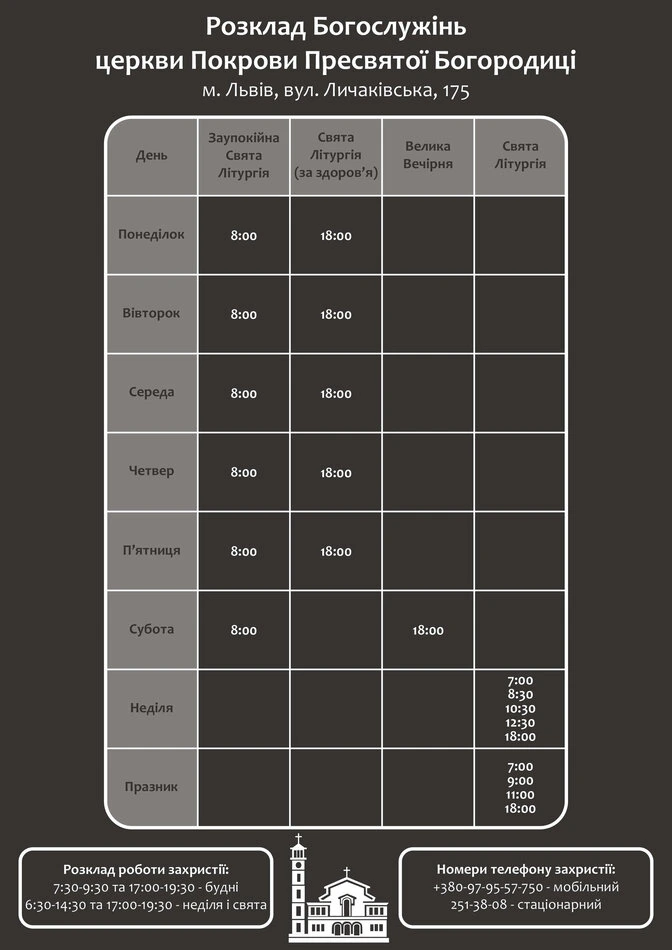 Розклад Богослужінь
церкви Покрови Пресвятої Богородиці
м. Львів, вул. Личаківська, 175
День
Заупокійна
Свята
Літургія
Свята
Літургія
(за здоров'я)
Велика
Вечірня
Свята
Літургія
Понеділок 8:00 18:00
Вівторок 8:00 18:00
Середа 8:00 18:00
Четвер 8:00 18:00
П'ятниця 8:00 18:00
Субота 8:00 18:00
Неділя
7:00
8:30
10:30
12:30
18:00
Празник
7:00
9:00
11:00
18:00
Розклад роботи захристії:
7:30-9:30 та 17:00-19:30 - будні
6:30-14:30 та 17:00-19:30 - неділя і свята
Номери телефону захристії:
+380-97-95-57-750 - мобільний
251-38-08 - стаціонарний